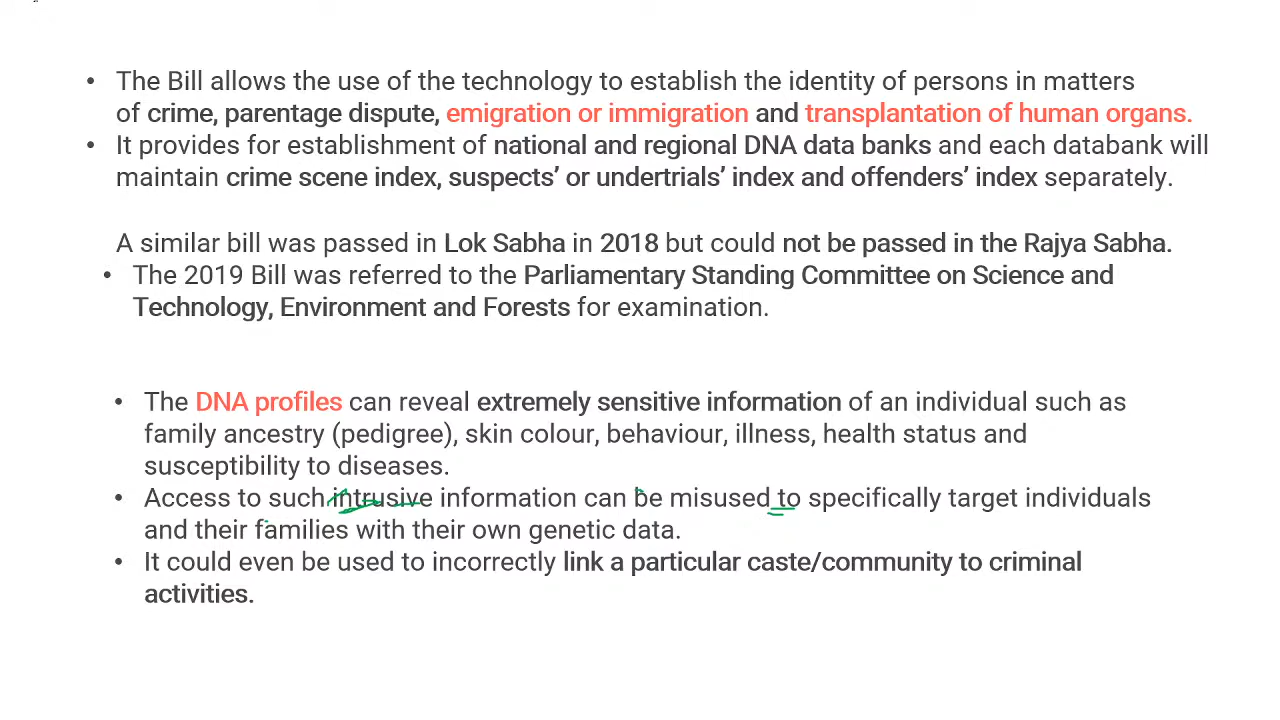 • The Bill allows the use of the technology to establish the identity of persons in matters
of crime, parentage dispute, emigration or immigration and transplantation of human organs.
• It provides for establishment of national and regional DNA data banks and each databank will
maintain crime scene index, suspects’ or undertrials’ index and offenders’ index separately.
A similar bill was passed in Lok Sabha in 2018 but could not be passed in the Rajya Sabha.
• The 2019 Bill was referred to the Parliamentary Standing Committee on Science and
Technology, Environment and Forests for examination.
• The DNA profiles can reveal extremely sensitive information of an individual such as
family ancestry (pedigree), skin colour, behaviour, illness, health status and
susceptibility to diseases.
• Access to such intrusive information can be misused to specifically target individuals
and their families with their own genetic data.
• It could even be used to incorrectly link a particular caste/community to criminal
activities.